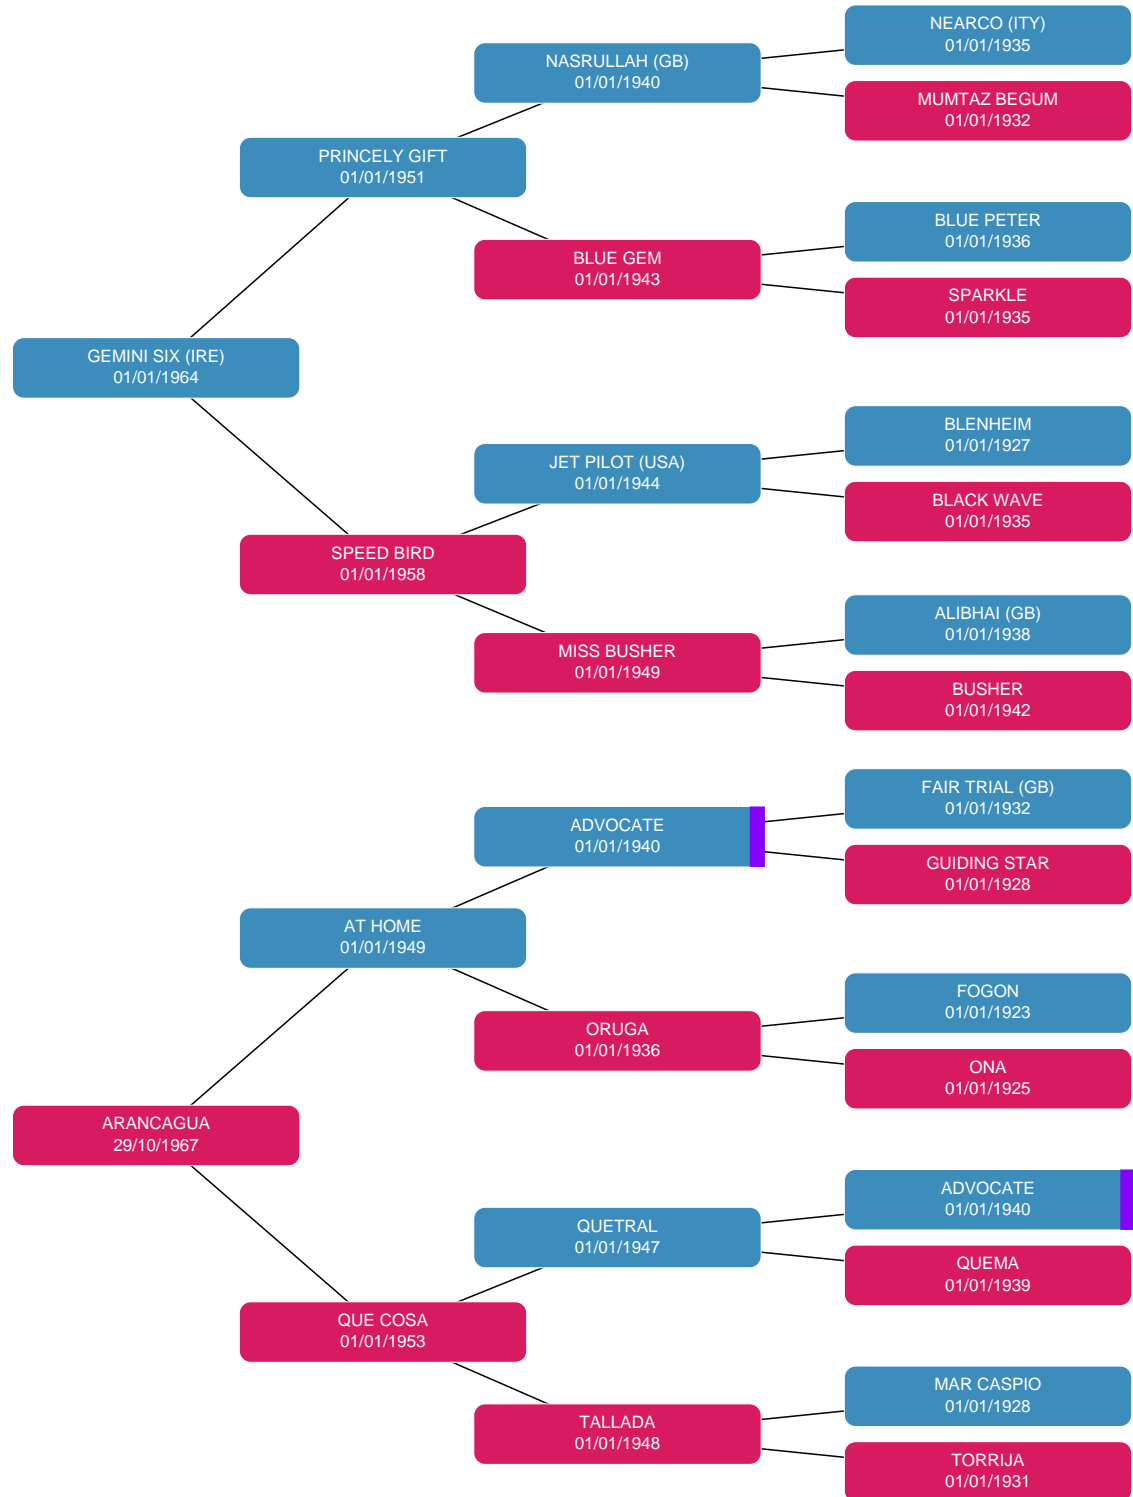 NEARCO (ITY)
01/01/1935
NASRULLAH (GB)
01/01/1940
MUMTAZ BEGUM
01/01/1932
PRINCELY GIFT
01/01/1951
BLUE PETER
01/01/1936
BLUE GEM
01/01/1943
SPARKLE
01/01/1935
GEMINI SIX (IRE)
01/01/1964
BLENHEIM
01/01/1927
JET PILOT (USA)
01/01/1944
BLACK WAVE
01/01/1935
SPEED BIRD
01/01/1958
ALIBHAI (GB)
01/01/1938
MISS BUSHER
01/01/1949
BUSHER
01/01/1942
FAIR TRIAL (GB)
01/01/1932
ADVOCATE
01/01/1940
GUIDING STAR
01/01/1928
AT HOME
01/01/1949
FOGON
01/01/1923
ORUGA
01/01/1936
ONA
01/01/1925
ARANCAGUA
29/10/1967
ADVOCATE
01/01/1940
QUETRAL
01/01/1947
QUEMA
01/01/1939
QUE COSA
01/01/1953
MAR CASPIO
01/01/1928
TALLADA
01/01/1948
TORRIJA
01/01/1931